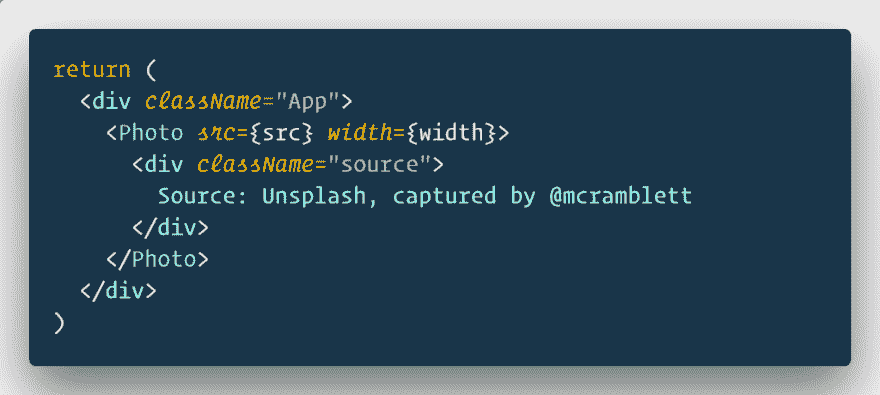 return (
  <div className="App">
    <Photo src={src} width={width}>
      <div className="source">
        Source: Unsplash, captured by @mcramblett
      </div>
    </Photo>
  </div>
)